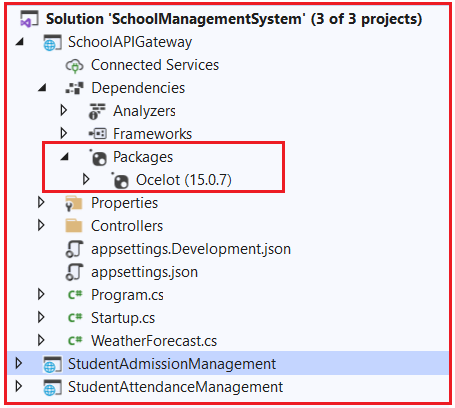 Solution 'SchoolManagementSystem' (3 of 3 projects)
SchoolAPIGateway
Connected Services
Dependencies
Analyzers
Frameworks
Packages
Ocelot (15.0.7)
Properties
Controllers
appsettings.Development.json
appsettings.json
Program.cs
Startup.cs
WeatherForecast.cs
StudentAdmissionManagement
StudentAttendanceManagement